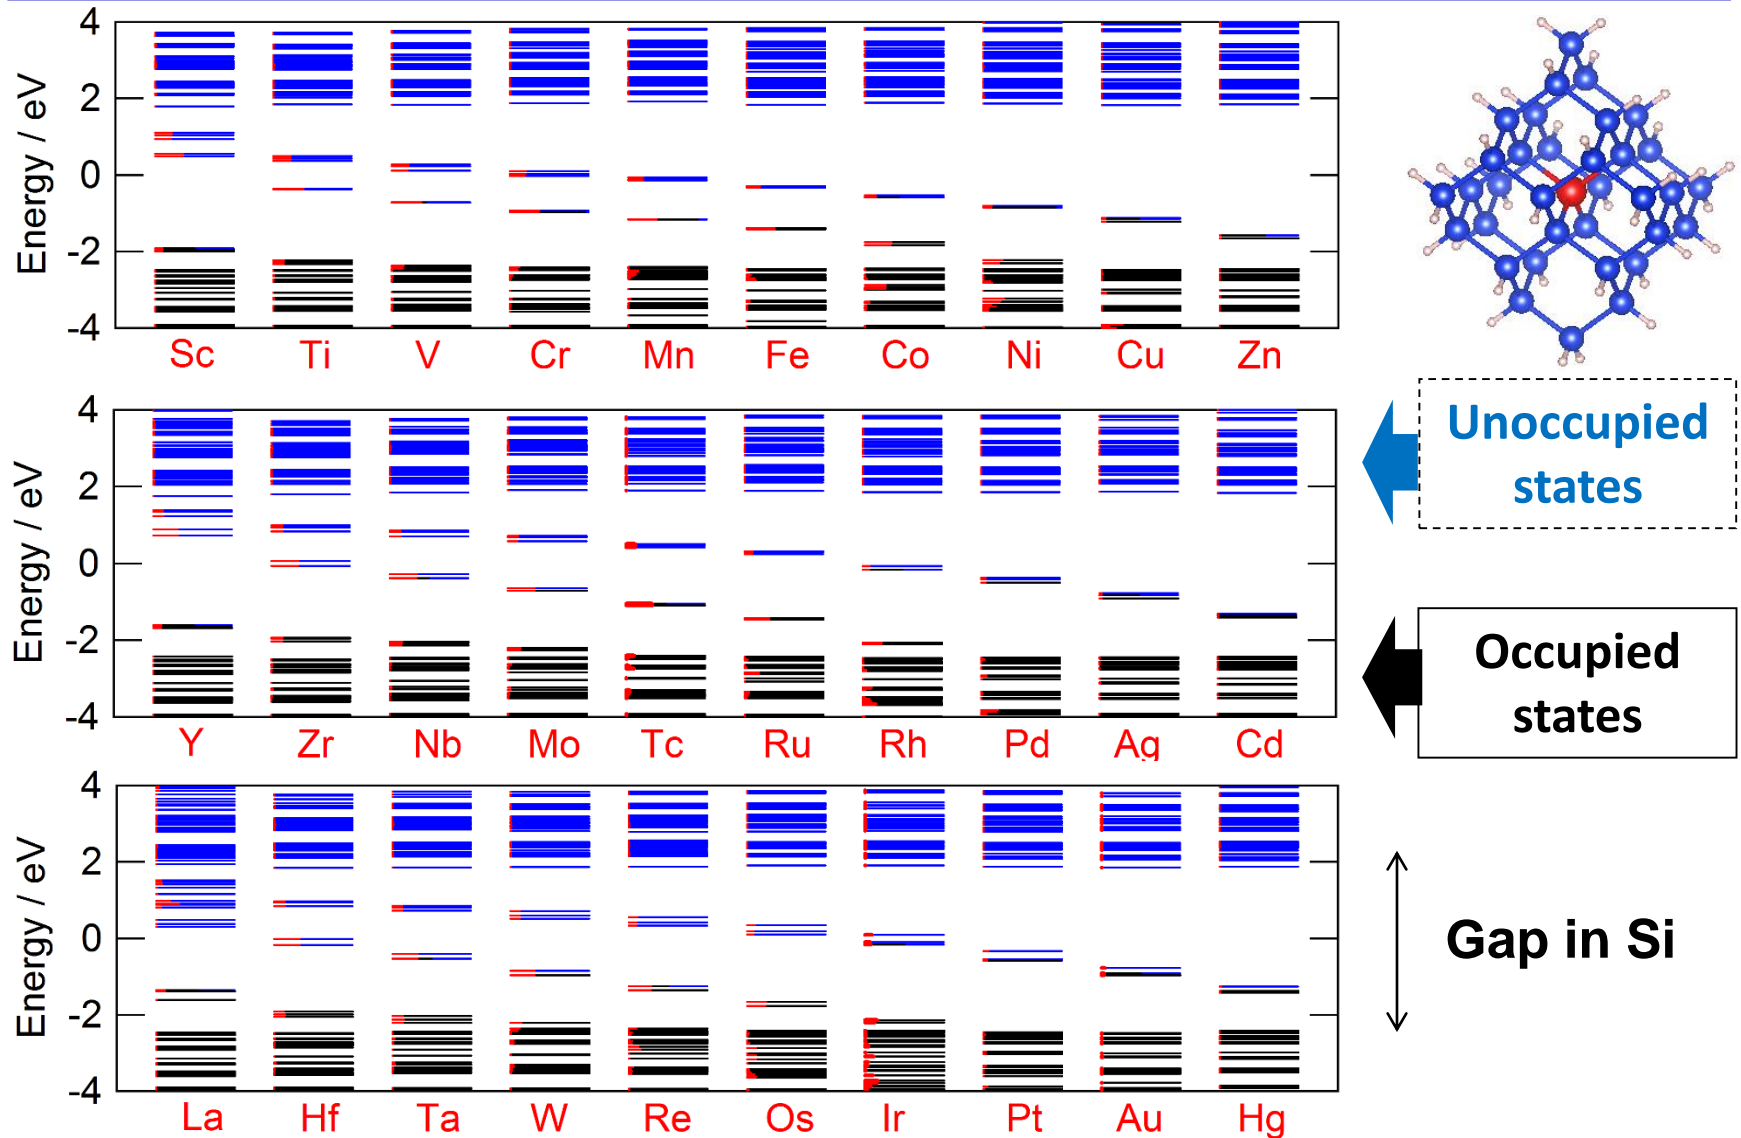 4
2
0
-2
-4
Energy / eV
Sc Ti V Cr Mn Fe Co Ni Cu Zn
4
2
0
-2
-4
Energy / eV
Y Zr Nb Mo Tc Ru Rh Pd Ag Cd
4
2
0
-2
-4
Energy / eV
La Hf Ta W Re Os Ir Pt Au Hg
Unoccupied
states
Occupied
states
Gap in Si